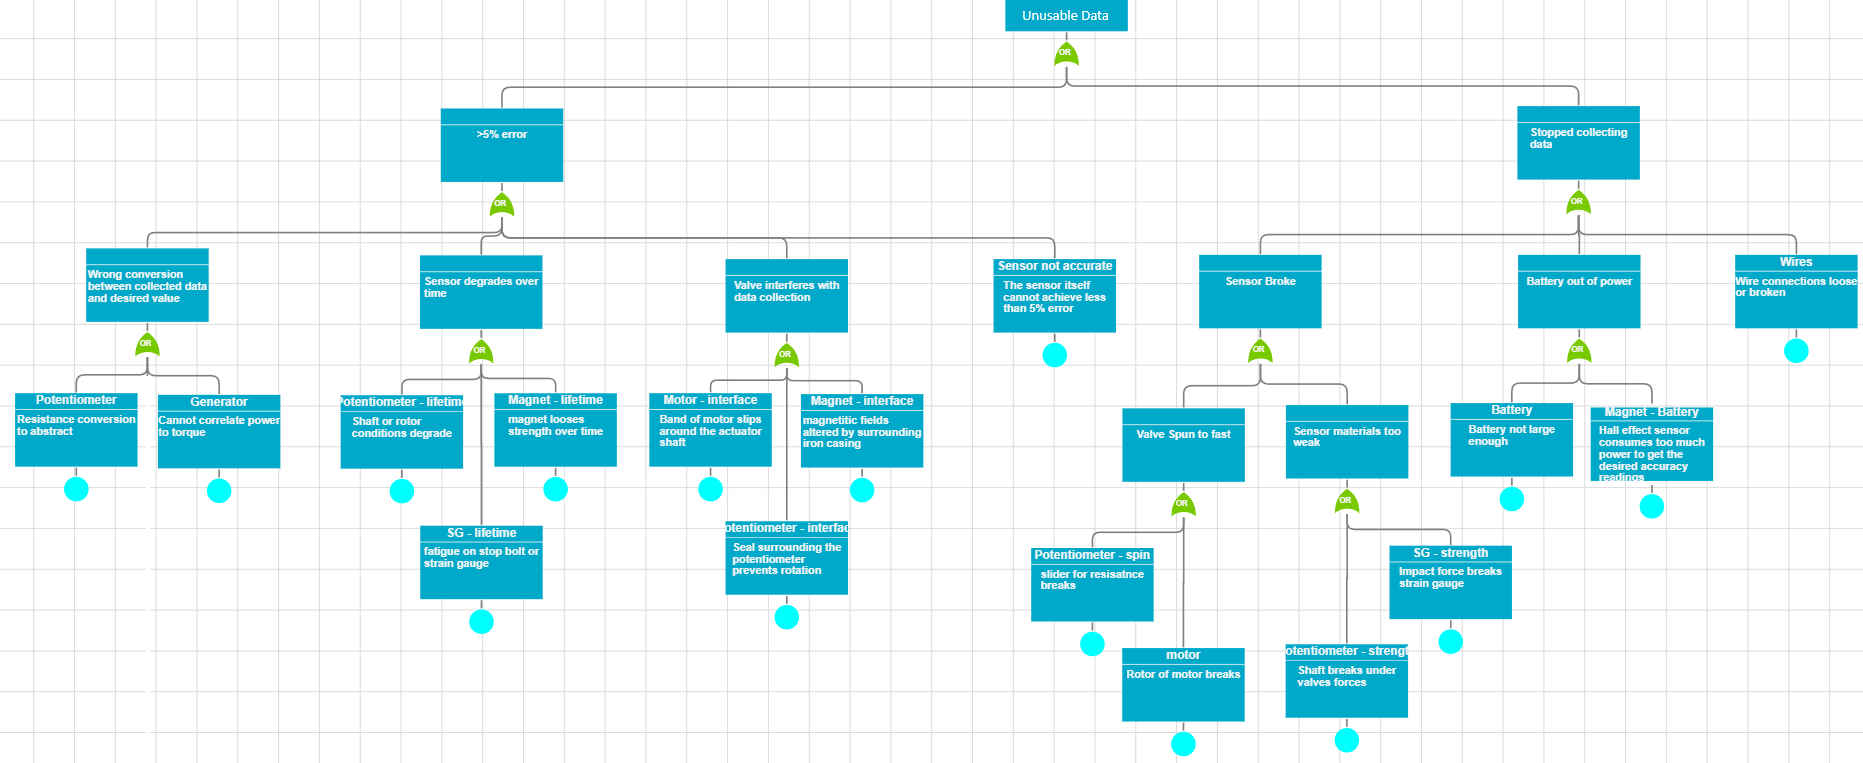 Unusable Data
OR
>5% error
Stopped collecting
data
OR
OR
Wrong conversion
between collected data
and desired value
Sensor degrades over
time
Valve interferes with
data collection
Sensor not accurate
The sensor itself
cannot achieve less
than 5% error
Sensor Broke
Battery out of power
Wires
Wire connections loose
or broken
OR
OR
OR
OR
OR
Potentiometer
Resistance conversion
to abstract
Generator
Cannot correlate power
to torque
Potentiometer - lifetime
Shaft or rotor
conditions degrade
Magnet - lifetime
magnet looses
strength over time
Motor - interface
Band of motor slips
around the actuator
shaft
Magnet - interface
magnetitic fields
altered by surrounding
iron casing
Valve Spun to fast
Sensor materials too
weak
Battery
Battery not large
enough
Magnet - Battery
Hall effect sensor
consumes too much
power to get the
desired accuracy
readings
OR
OR
SG - lifetime
fatigue on stop bolt or
strain gauge
otentiometer - interfac
Seal surrounding the
potentiometer
prevents rotation
Potentiometer - spin
slider for resisatnce
breaks
SG - strength
Impact force breaks
strain gauge
motor
Rotor of motor breaks
otentiometer - strengt
Shaft breaks under
valves forces